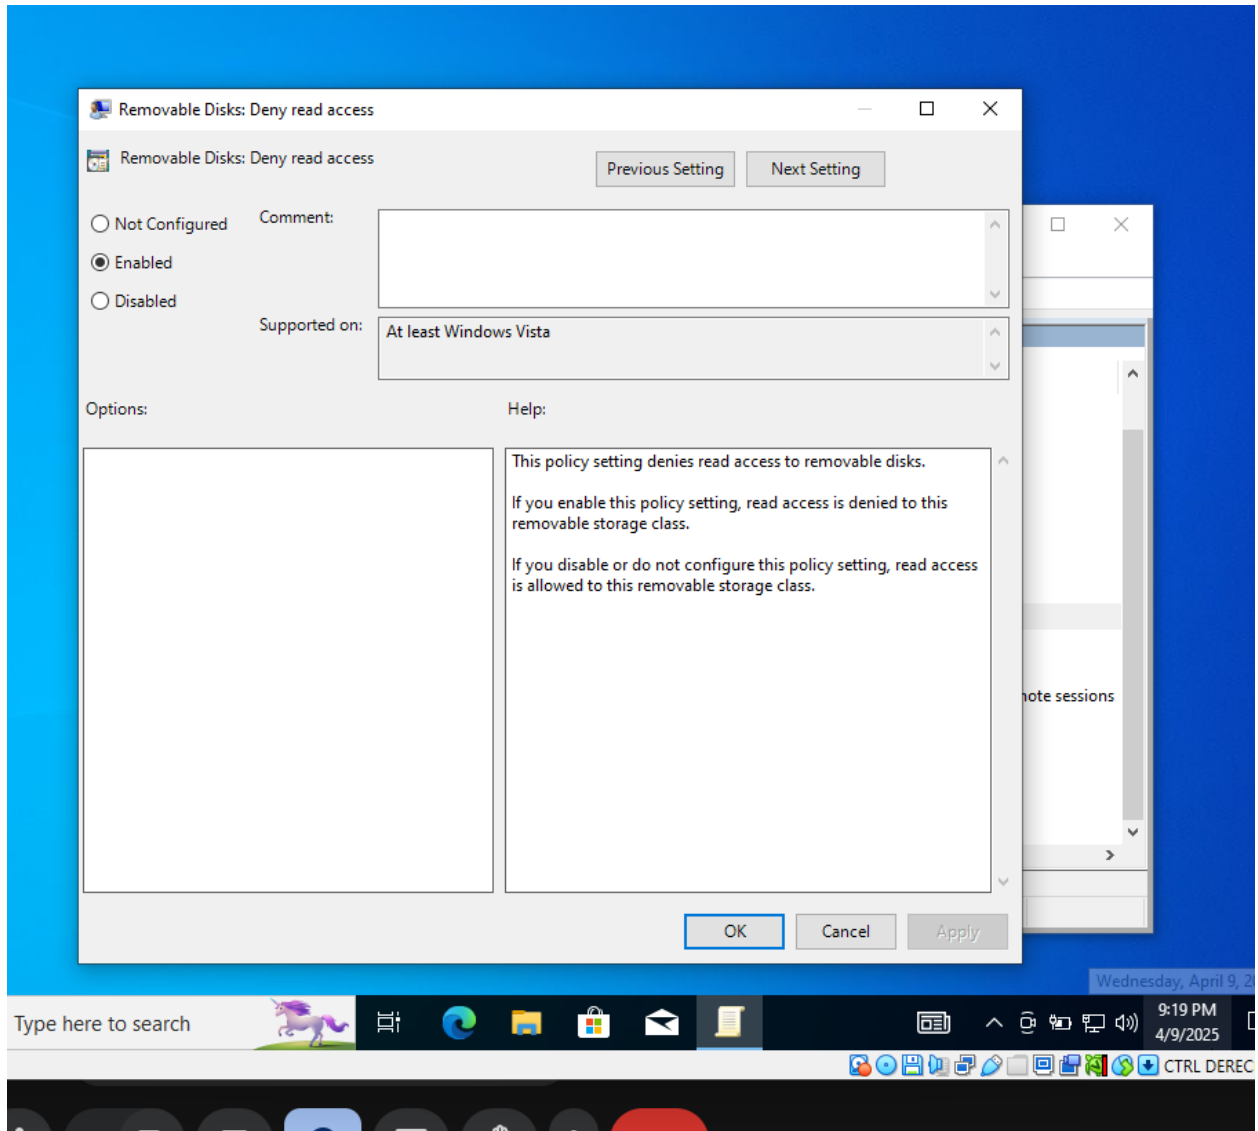 Removable Disks: Deny read access
Removable Disks: Deny read access
Previous Setting
Next Setting
Not Configured
Comment:
Enabled
Disabled
Supported on:
At least Windows Vista
Options:
Help:
This policy setting denies read access to removable disks.
If you enable this policy setting, read access is denied to this
removable storage class.
If you disable or do not configure this policy setting, read access
is allowed to this removable storage class.
sessions
OK
Cancel
Apply
Wednesday, April 9,
Type here to search
9:19 PM
4/9/2025
CTRL